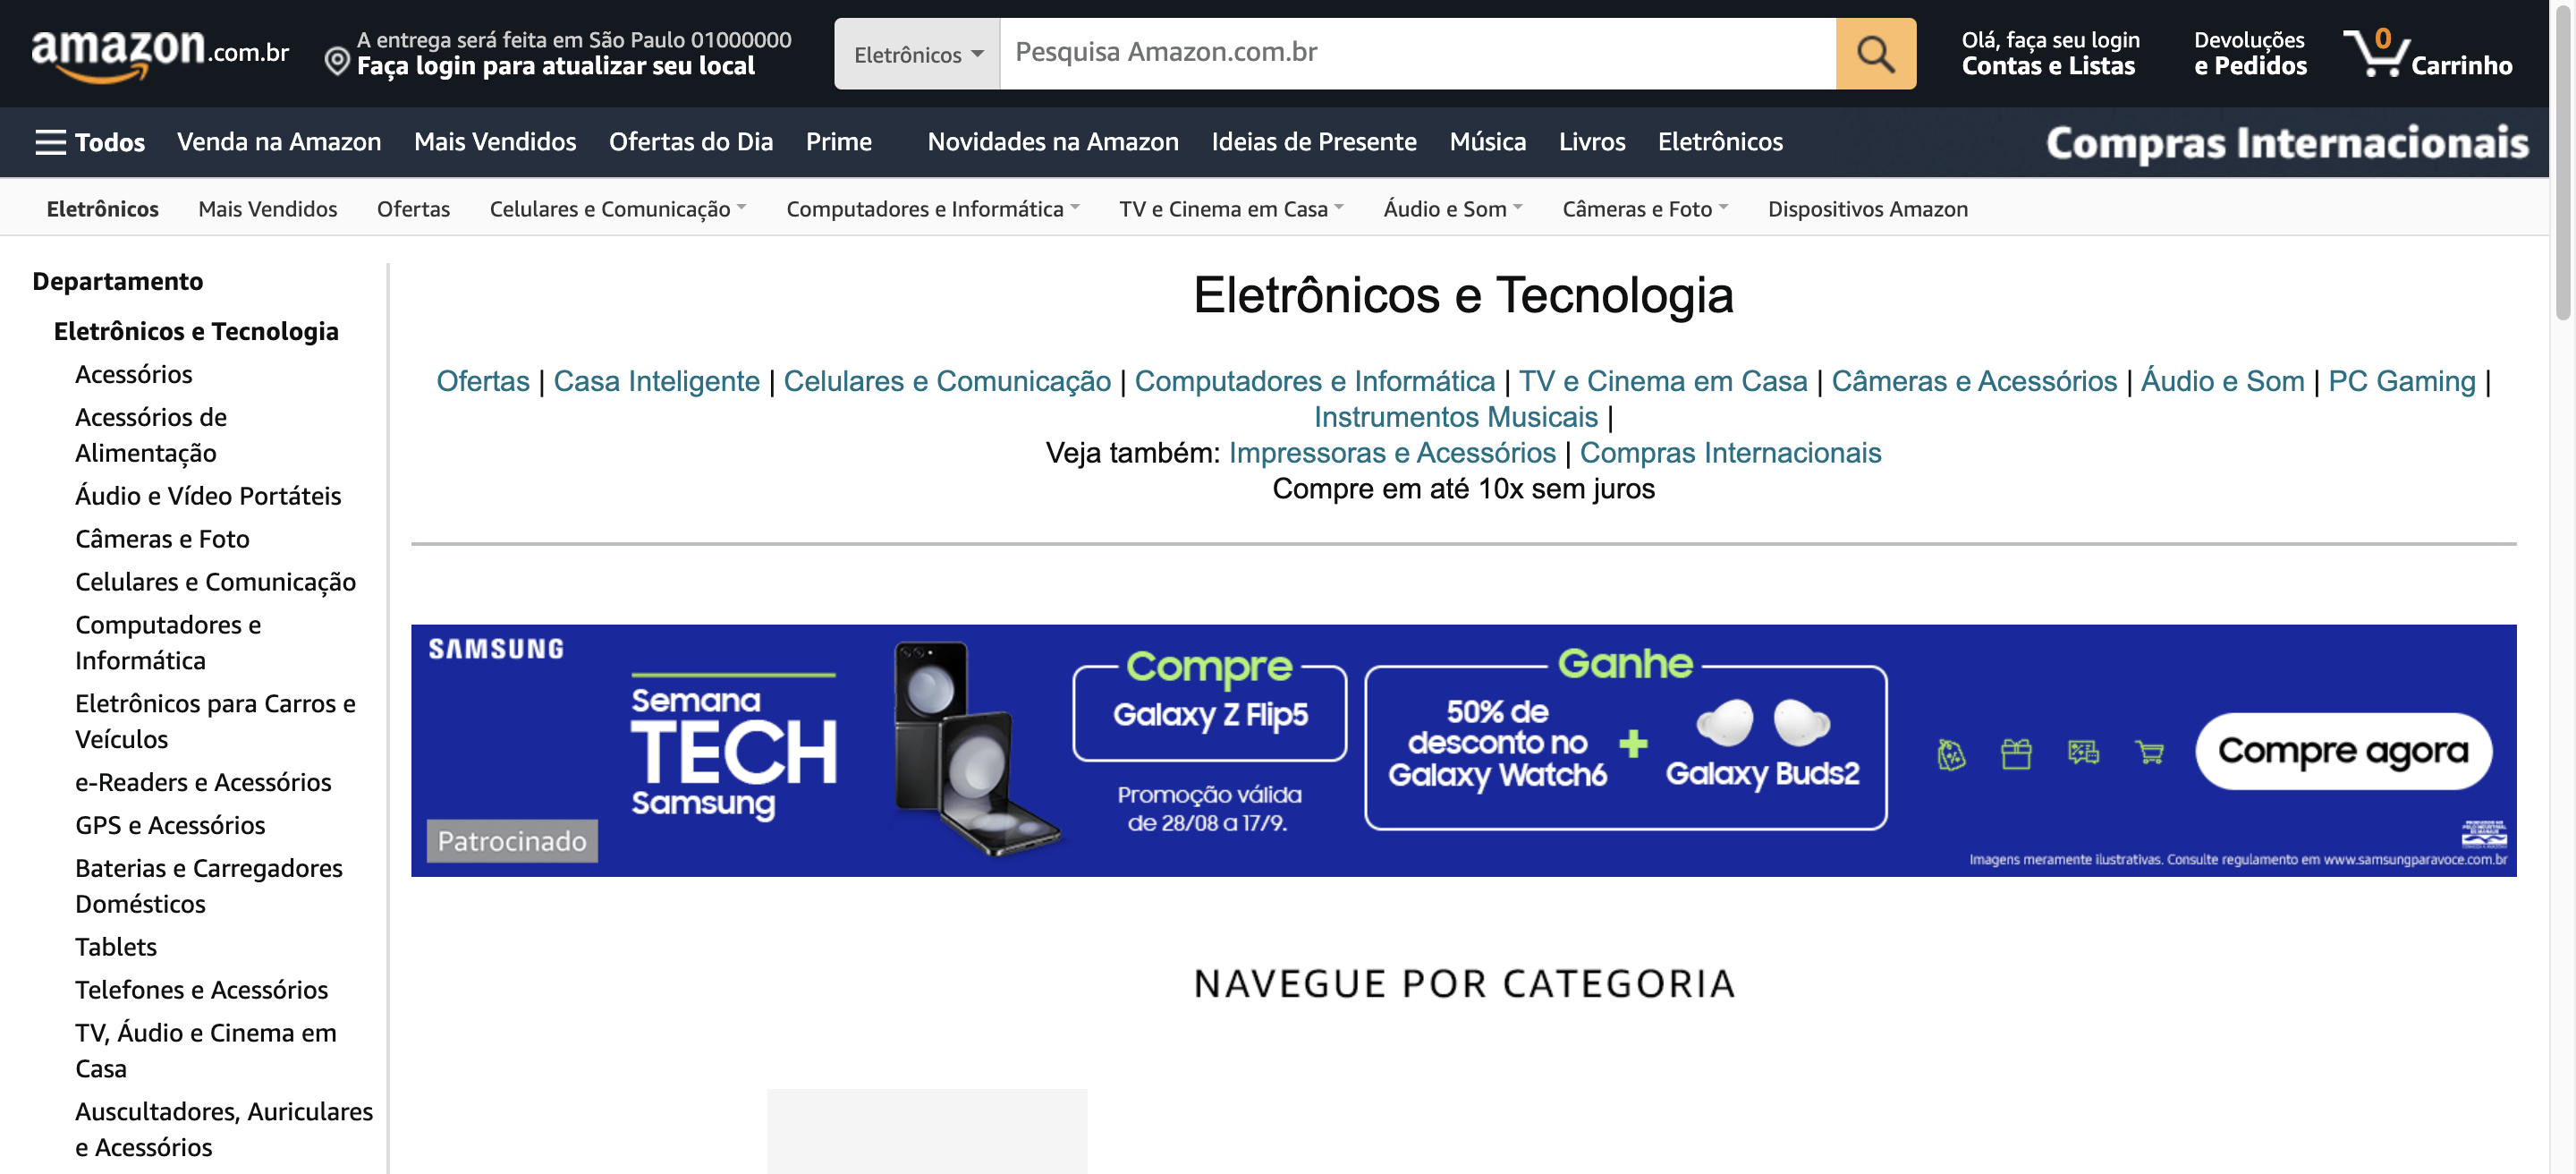 amazon.com.br
A entrega será feita em São Paulo 01000000
Faça login para atualizar seu local
Eletrônicos
Pesquisa Amazon.com.br
Olá, faça seu login
Contas e Listas
Devoluções
e Pedidos
0
Carrinho
Todos Venda na Amazon Mais Vendidos Ofertas do Dia Prime Novidades na Amazon Ideias de Presente Música Livros Eletrônicos Compras Internacionais
Eletrônicos Mais Vendidos Ofertas Celulares e Comunicação Computadores e Informática TV e Cinema em Casa Áudio e Som Câmeras e Foto Dispositivos Amazon
Departamento
Eletrônicos e Tecnologia
Acessórios
Acessórios de
Alimentação
Áudio e Vídeo Portáteis
Câmeras e Foto
Celulares e Comunicação
Computadores e
Informática
Eletrônicos para Carros e
Veículos
e-Readers e Acessórios
GPS e Acessórios
Baterias e Carregadores
Domésticos
Tablets
Telefones e Acessórios
TV, Áudio e Cinema em
Casa
Auscultadores, Auriculares
e Acessórios
Eletrônicos e Tecnologia
Ofertas | Casa Inteligente | Celulares e Comunicação | Computadores e Informática | TV e Cinema em Casa | Câmeras e Acessórios | Áudio e Som | PC Gaming |
Instrumentos Musicais |
Veja também: Impressoras e Acessórios | Compras Internacionais
Compre em até 10x sem juros
SAMSUNG
Semana
TECH
Samsung
Patrocinado
Compre
Galaxy Z Flip5
Promoção válida
de 28/08 a 17/9.
Ganhe
50% de
desconto no
Galaxy Watch6
+
Galaxy Buds2
Compre agora
Imagens meramente ilustrativas. Consulte regulamento em www.samsungparavoce.com.br
NAVEGUE POR CATEGORIA